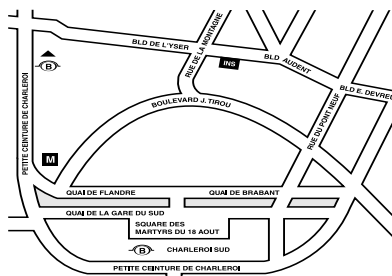 BLD DE L'YSER
RUE DE LA MONTAGNE
B
INS
BLD AUDENT
BLD E. DEVREU
PETITE CEINTURE DE CHARLEROI
BOULEVARD J. TIROU
RUE DU PONT NEUF
M
QUAI DE FLANDRE
QUAI DE BRABANT
QUAI DE LA GARE DU SUD
SQUARE DES
MARTYRS DU 18 AOUT
B
CHARLEROI SUD
PETITE CEINTURE DE CHARLEROI